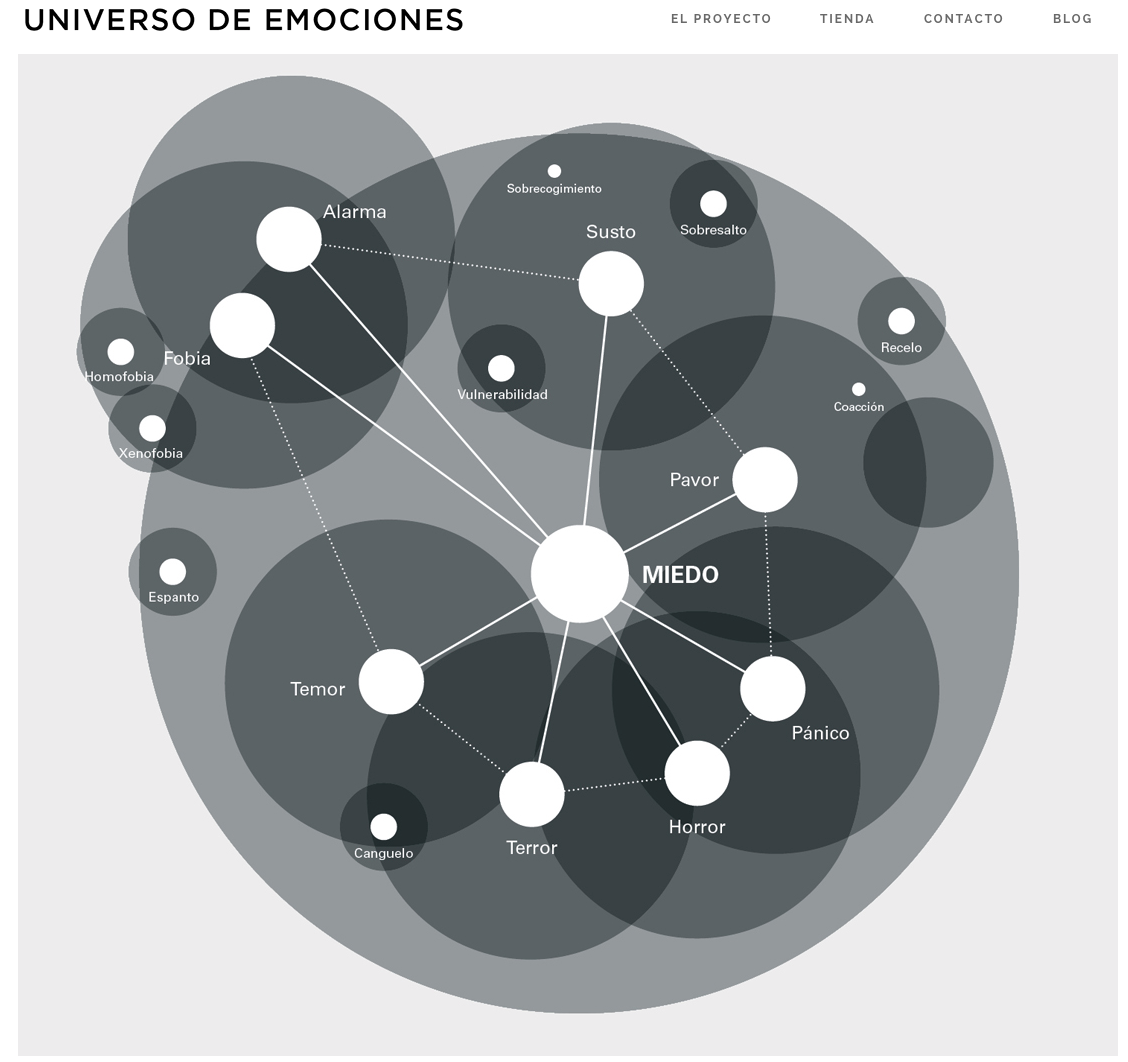 UNIVERSO DE EMOCIONES
EL PROYECTO
TIENDA
CONTACTO
BLOG
Sobrecogimiento
Alarma
Sobresalto
Susto
Recelo
Fobia
Homofobia
Vulnerabilidad
Coacción
Xenofobia
Pavor
MIEDO
Espanto
Temor
Pánico
Horror
Terror
Canguelo